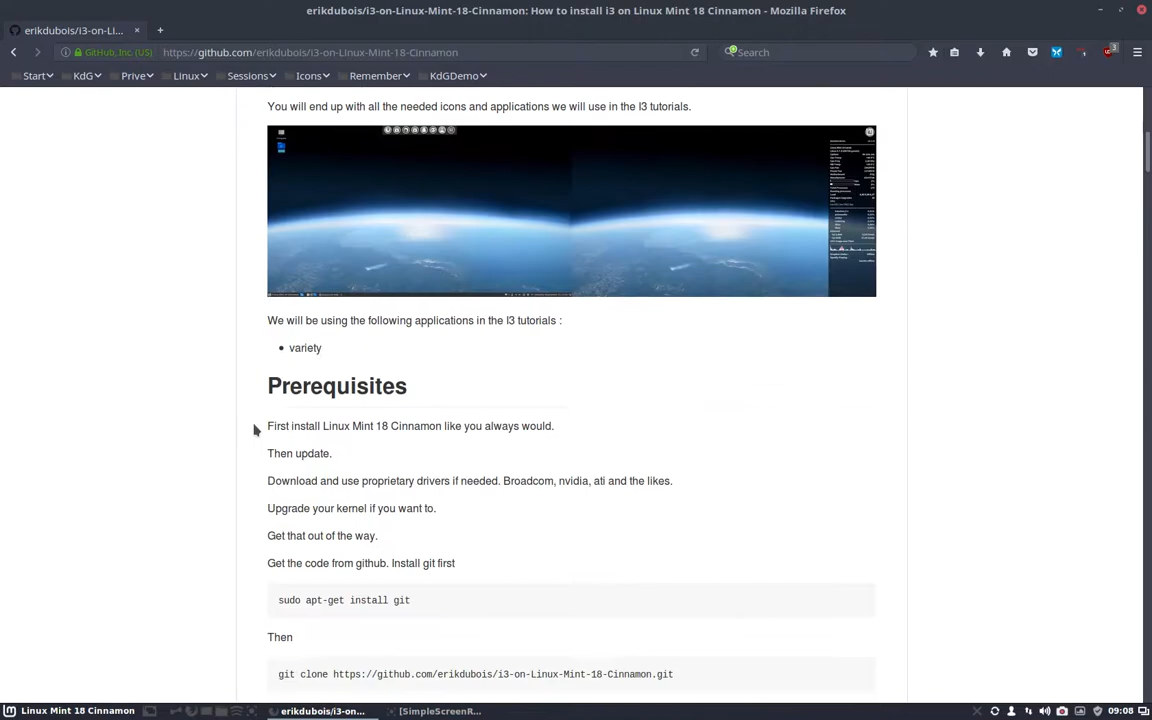 erikdubois/i3-on-Linux-Mint-18-Cinnamon: How to install i3 on Linux Mint 18 Cinnamon - Mozilla Firefox
erikdubois/i3-on-LI...
GitHub, Inc. (US)
https://github.com/erikdubois/i3-on-LInux-Mint-18-Cinnamon
Search
3
Start
KdG
Prive
Linux
Sessions
Icons
Remember
KdGDemo
You will end up with all the needed icons and applications we will use in the I3 tutorials.
We will be using the following applications in the I3 tutorials :
• variety
Prerequisites
First install Linux Mint 18 Cinnamon like you always would.
Then update.
Download and use proprietary drivers if needed. Broadcom, nvidia, ati and the likes.
Upgrade your kernel if you want to.
Get that out of the way.
Get the code from github. Install git first
sudo apt-get install git
Then
git clone https://github.com/erikdubois/i3-on-Linux-Mint-18-Cinnamon.git
Linux Mint 18 Cinnamon
erikdubois/i3-on...
[SimpleScreenR...
09:08